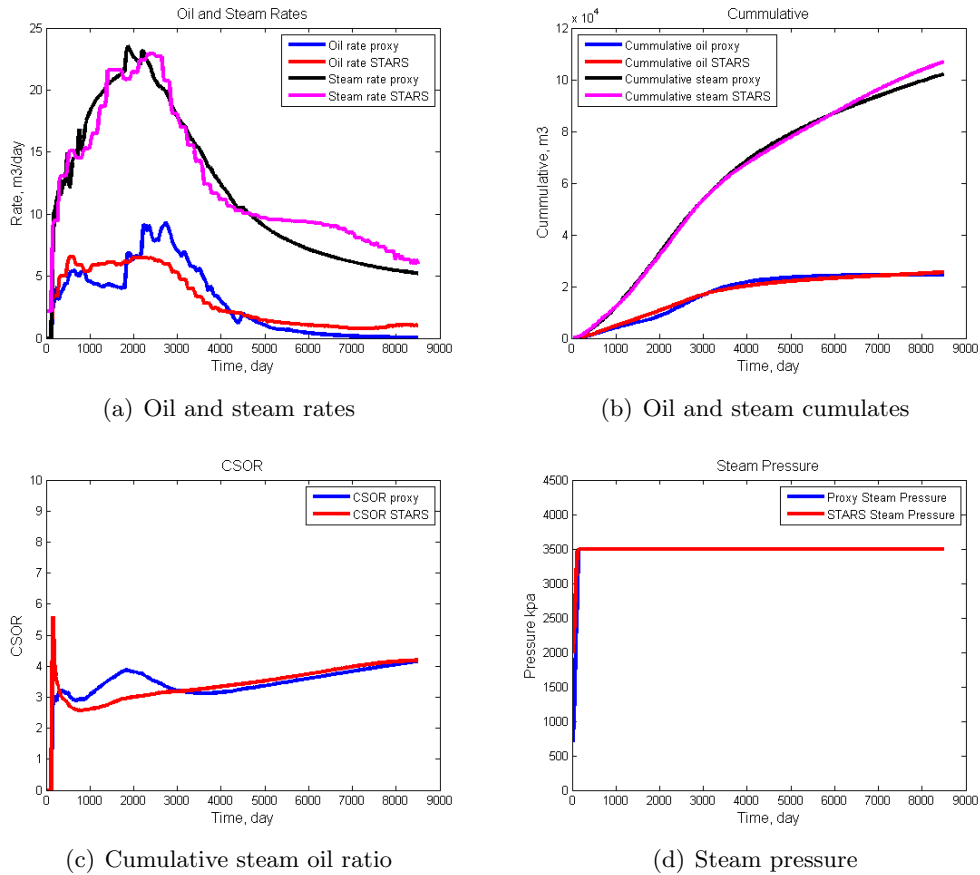 Oil and Steam Rates
25
20
15
10
5
0
Rate, m3/day
Oil rate proxy
Oil rate STARS
Steam rate proxy
Steam rate STARS
0 1000 2000 3000 4000 5000 6000 7000 8000 9000
Time, day
(a) Oil and steam rates
Cummulative
x 10^4
12
10
8
6
4
2
0
Cummulative, m3
Cummulative oil proxy
Cummulative oil STARS
Cummulative steam proxy
Cummulative steam STARS
0 1000 2000 3000 4000 5000 6000 7000 8000 9000
Time, day
(b) Oil and steam cumulates
CSOR
10
9
8
7
6
5
4
3
2
1
0
CSOR
CSOR proxy
CSOR STARS
0 1000 2000 3000 4000 5000 6000 7000 8000 9000
Time, day
(c) Cumulative steam oil ratio
Steam Pressure
4500
4000
3500
3000
2500
2000
1500
1000
500
0
Pressure kpa
Proxy Steam Pressure
STARS Steam Pressure
0 1000 2000 3000 4000 5000 6000 7000 8000 9000
Time, day
(d) Steam pressure